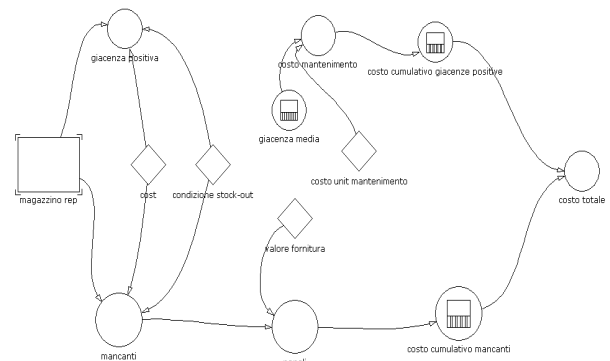 giacenza positiva
costo mantenimento
costo cumulativo giacenze positive
giacenza media
magazzino rep
cost
condizione stock-out
costo unit mantenimento
costo totale
valore fornitura
mancanti
costo cumulativo mancanti